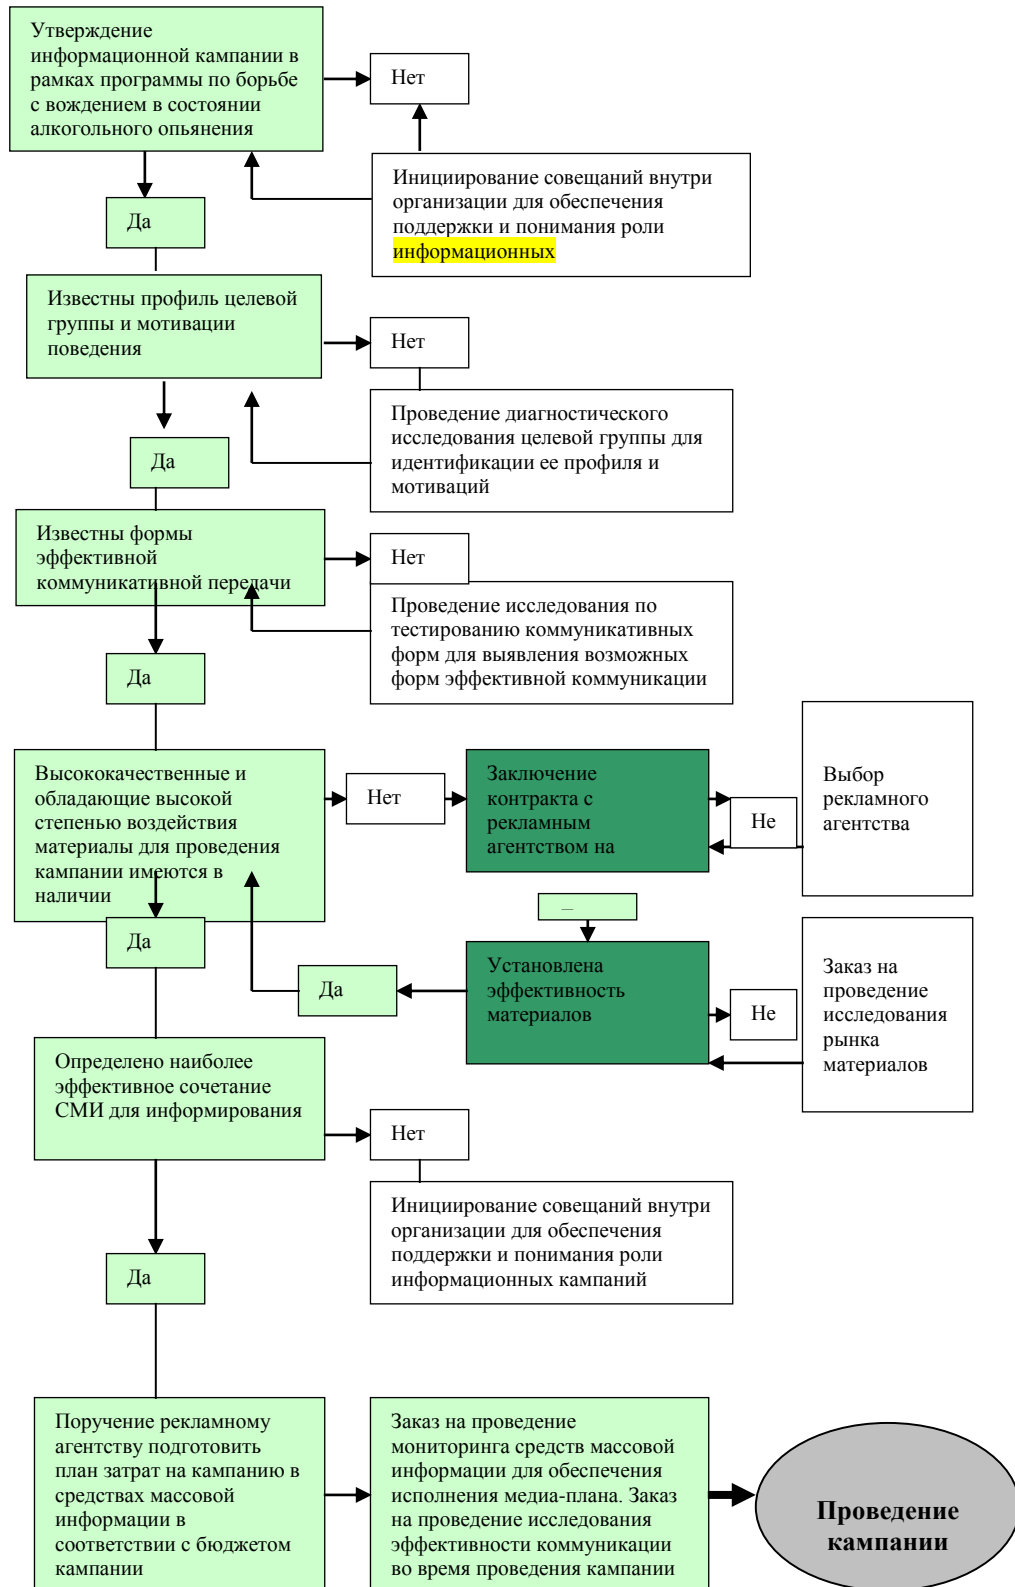 Утверждение
информационной кампании в
рамках программы по борьбе
с вождением в состоянии
алкогольного опьянения
Нет
Инициирование совещаний внутри
организации для обеспечения
поддержки и понимания роли
информационных
Да
Известны профиль целевой
группы и мотивации
поведения
Нет
Проведение диагностического
исследования целевой группы для
идентификации ее профиля и
мотиваций
Да
Известны формы
эффективной
коммуникативной передачи
Нет
Проведение исследования по
тестированию коммуникативных
форм для выявления возможных
форм эффективной коммуникации
Да
Высококачественные и
обладающие высокой
степенью воздействия
материалы для проведения
кампании имеются в
наличии
Нет
Заключение
контракта с
рекламным
агентством на
Не
Выбор
рекламного
агентства
Да
Установлена
эффективность
материалов
Да
Не
Заказ на
проведение
исследования
рынка
материалов
Определено наиболее
эффективное сочетание
СМИ для информирования
Нет
Инициирование совещаний внутри
организации для обеспечения
поддержки и понимания роли
информационных кампаний
Да
Поручение рекламному
агентству подготовить
план затрат на кампанию в
средствах массовой
информации в
соответствии с бюджетом
кампании
Заказ на проведение
мониторинга средств массовой
информации для обеспечения
исполнения медиа-плана. Заказ
на проведение исследования
эффективности коммуникации
во время проведения кампании
Проведение
кампании